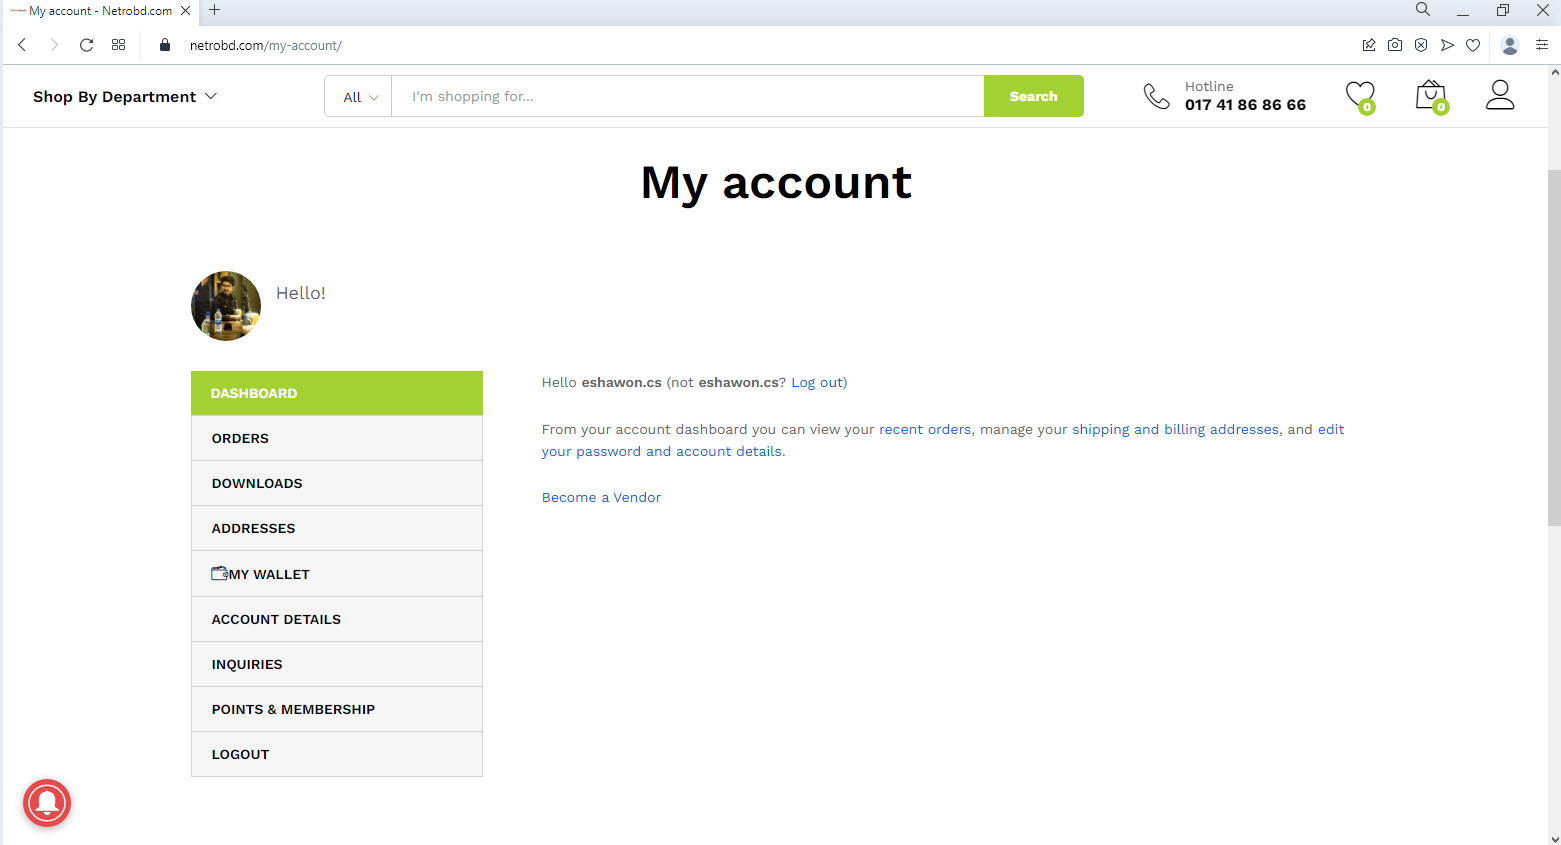 My account - Netrobd.com
netrobd.com/my-account/
Shop By Department
All
I'm shopping for...
Search
Hotline
017 41 86 86 66
0
0
My account
Hello!
DASHBOARD
ORDERS
DOWNLOADS
ADDRESSES
MY WALLET
ACCOUNT DETAILS
INQUIRIES
POINTS & MEMBERSHIP
LOGOUT
Hello eshawon.cs (not eshawon.cs? Log out)
From your account dashboard you can view your recent orders, manage your shipping and billing addresses, and edit
your password and account details.
Become a Vendor